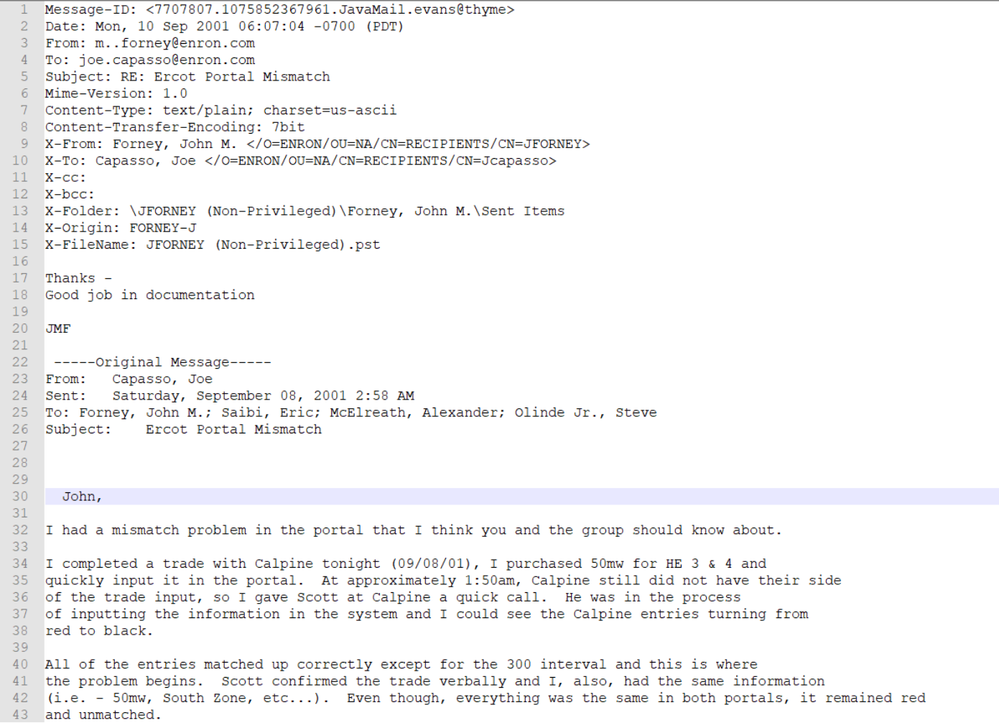 1 Message-ID: <7707807.1075852367961.JavaMail.evans@thyme>
2 Date: Mon, 10 Sep 2001 06:07:04 -0700 (PDT)
3 From: m..forney@enron.com
4 To: joe.capasso@enron.com
5 Subject: RE: Ercot Portal Mismatch
6 Mime-Version: 1.0
7 Content-Type: text/plain; charset=us-ascii
8 Content-Transfer-Encoding: 7bit
9 X-From: Forney, John M. </O=ENRON/OU=NA/CN=RECIPIENTS/CN=JFORNEY>
10 X-To: Capasso, Joe </O=ENRON/OU=NA/CN=RECIPIENTS/CN=Jcapasso>
11 X-cc:
12 X-bcc:
13 X-Folder: \JFORNEY (Non-Privileged)\Forney, John M.\Sent Items
14 X-Origin: FORNEY-J
15 X-FileName: JFORNEY (Non-Privileged).pst
16
17 Thanks -
18 Good job in documentation
19
20 JMF
21
22 -----Original Message-----
23 From: Capasso, Joe
24 Sent: Saturday, September 08, 2001 2:58 AM
25 To: Forney, John M.; Saibi, Eric; McElreath, Alexander; Olinde Jr., Steve
26 Subject: Ercot Portal Mismatch
27
28
29
30 John,
31
32 I had a mismatch problem in the portal that I think you and the group should know about.
33
34 I completed a trade with Calpine tonight (09/08/01), I purchased 50mw for HE 3 & 4 and
35 quickly input it in the portal. At approximately 1:50am, Calpine still did not have their side
36 of the trade input, so I gave Scott at Calpine a quick call. He was in the process
37 of inputting the information in the system and I could see the Calpine entries turning from
38 red to black.
39
40 All of the entries matched up correctly except for the 300 interval and this is where
41 the problem begins. Scott confirmed the trade verbally and I, also, had the same information
42 (i.e. - 50mw, South Zone, etc...). Even though, everything was the same in both portals, it remained red
43 and unmatched.